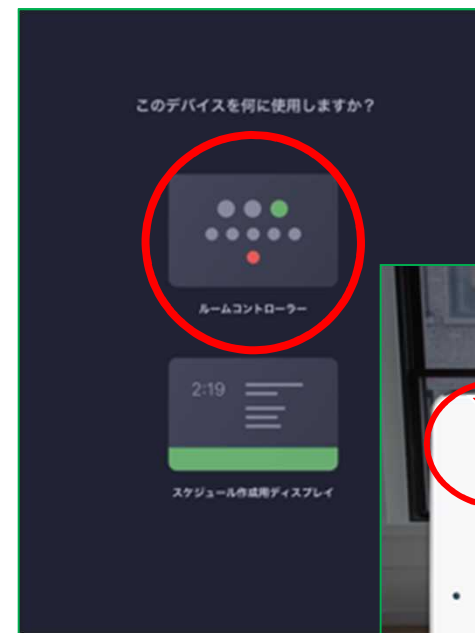 このデバイスを何に使用しますか？
ルームコントローラー
2:19
スケジュール作成用ディスプレイ